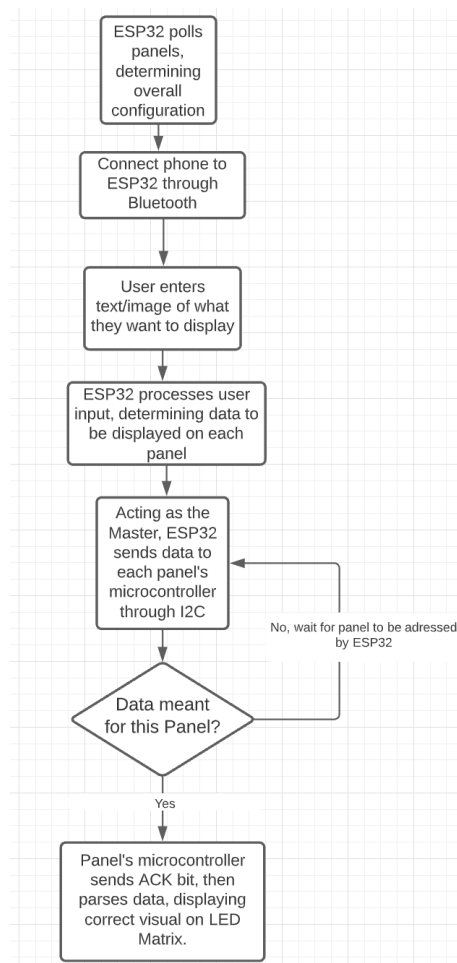 ESP32 polls
panels,
determining
overall
configuration
Connect phone to
ESP32 through
Bluetooth
User enters
text/image of what
they want to display
ESP32 processes user
input, determining data to
be displayed on each
panel
Acting as the
Master, ESP32
sends data to
each panel's
microcontroller
through I2C
No, wait for panel to be adressed
by ESP32
Data meant
for this Panel?
Yes
Panel's microcontroller
sends ACK bit, then
parses data, displaying
correct visual on LED
Matrix.